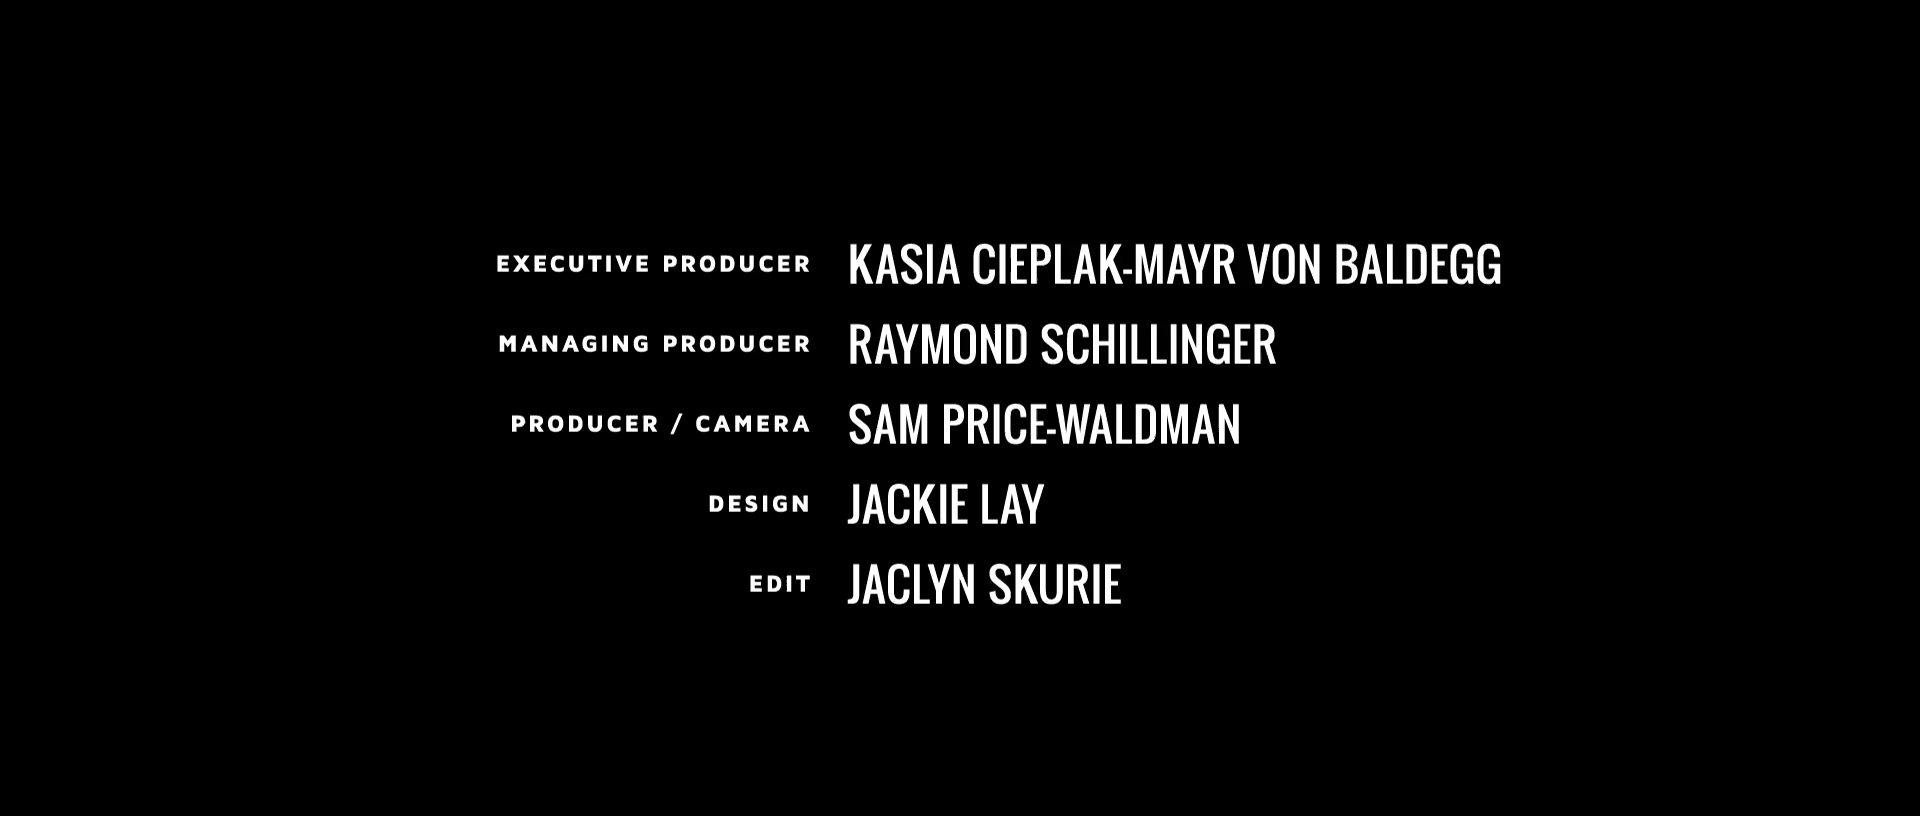 EXECUTIVE PRODUCER KASIA CIEPLAK-MAYR VON BALDEGG
MANAGING PRODUCER RAYMOND SCHILLINGER
PRODUCER / CAMERA SAM PRICE-WALDMAN
DESIGN JACKIE LAY
EDIT JACLYN SKURIE